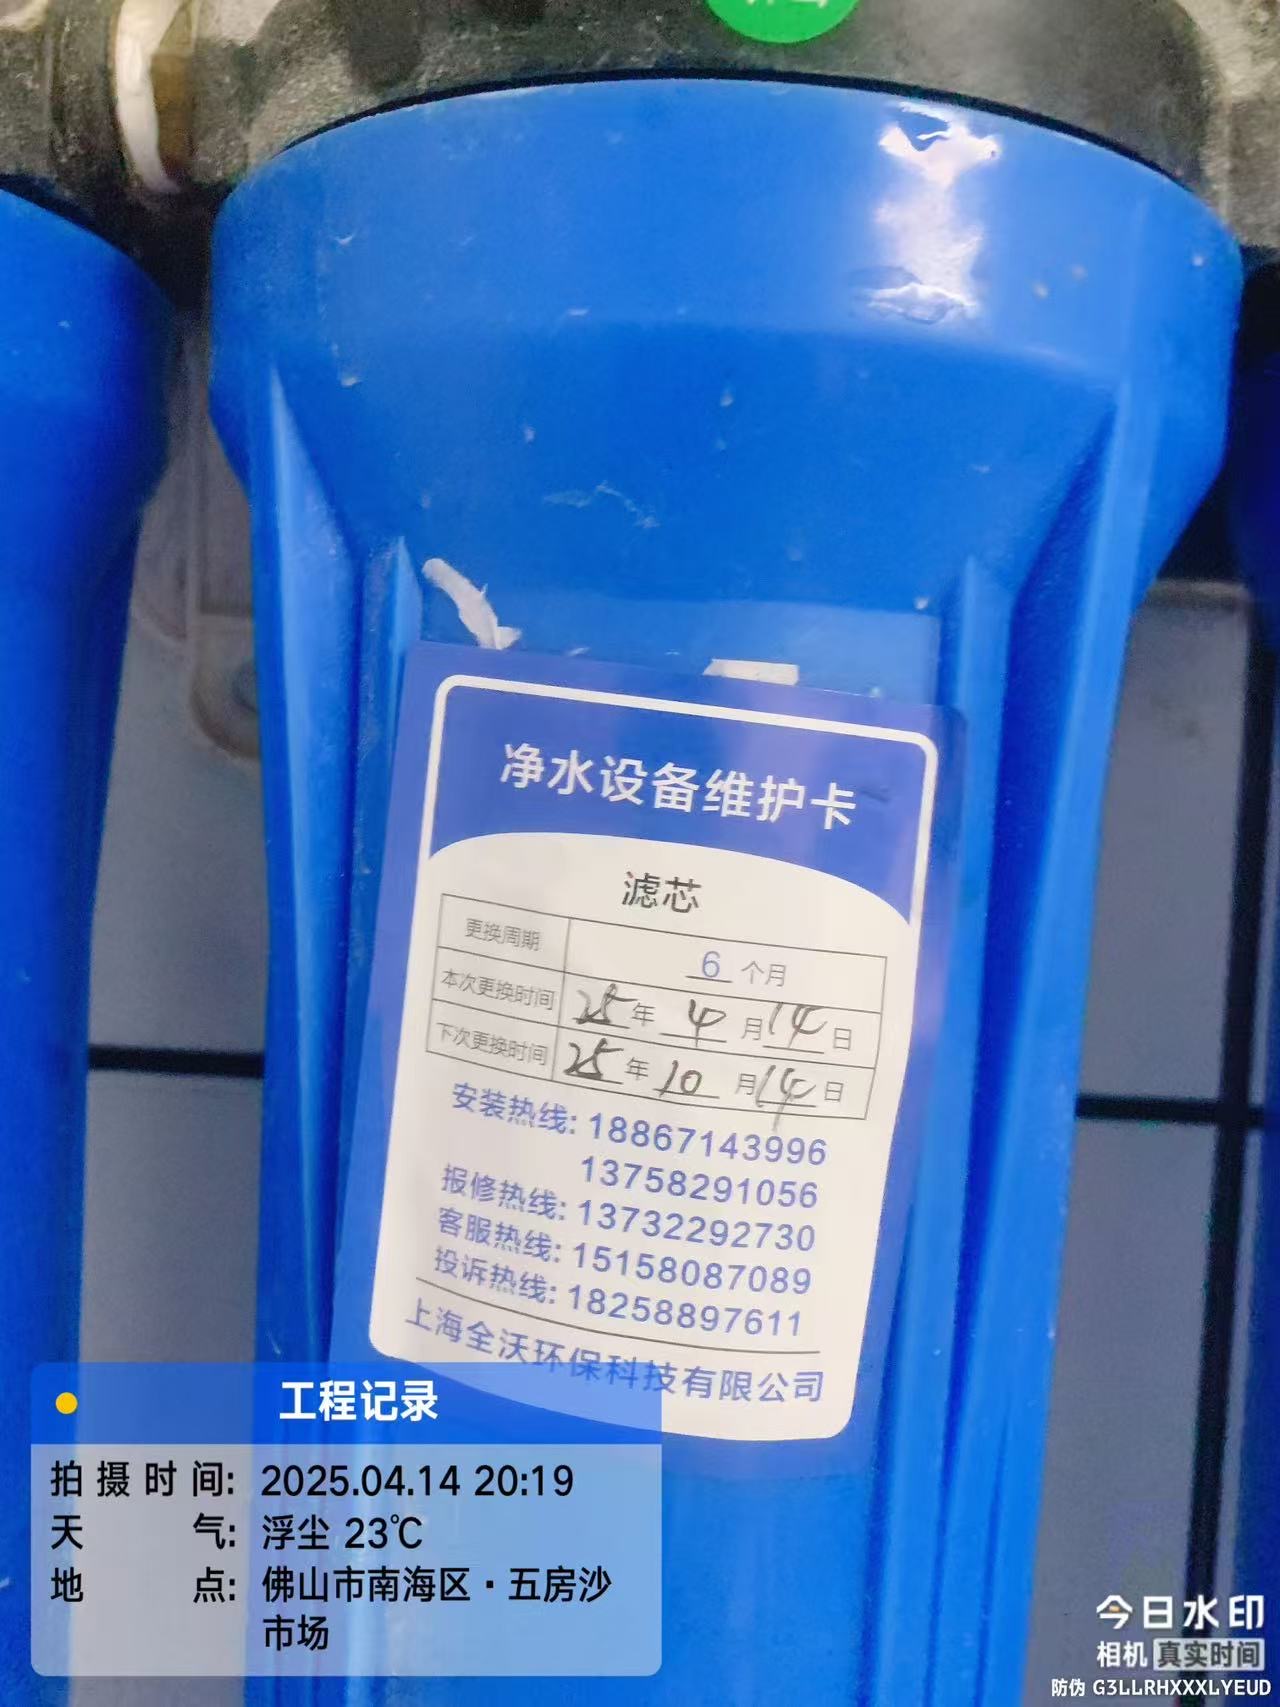 净水设备维护卡
滤芯
更换周期 6 个月
本次更换时间 25年 4 月14日
下次更换时间 25年 10 月14日
安装热线: 18867143996
13758291056
报修热线: 13732292730
客服热线: 15158087089
投诉热线: 18258897611
上海全沃环保科技有限公司
工程记录
拍摄时间: 2025.04.14 20:19
天气: 浮尘 23℃
地点: 佛山市南海区·五房沙
市场
今日水印
相机 真实时间
防伪 G3LLRHXXXLYEUD